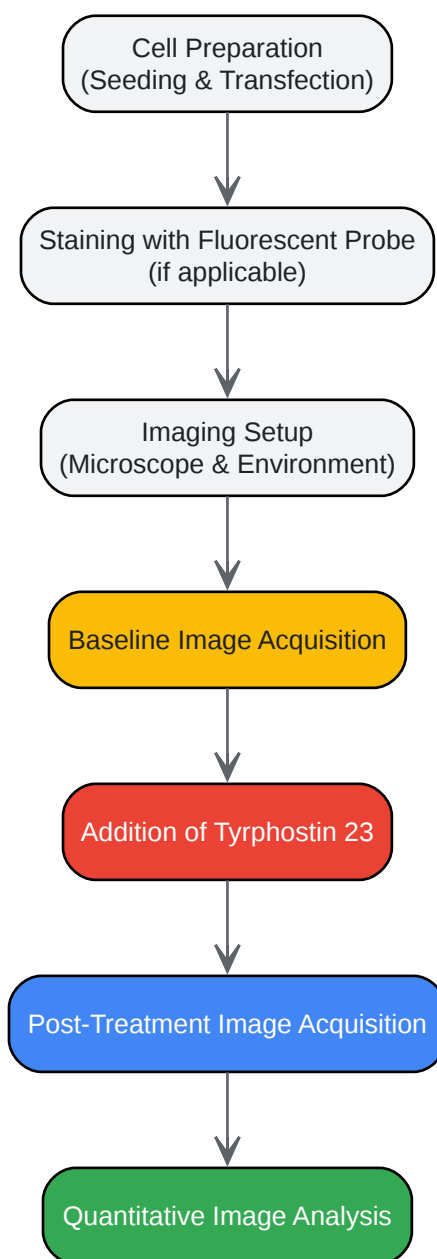 Cell Preparation
(Seeding & Transfection)
Staining with Fluorescent Probe
(if applicable)
Imaging Setup
(Microscope & Environment)
Baseline Image Acquisition
Addition of Tyrphostin 23
Post-Treatment Image Acquisition
Quantitative Image Analysis